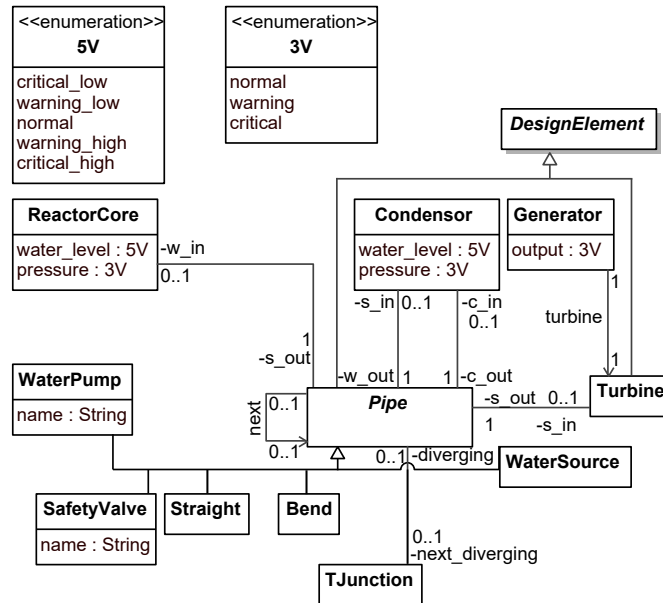 <<enumeration>>
5V
critical_low
warning_low
normal
warning_high
critical_high
<<enumeration>>
3V
normal
warning
critical
DesignElement
ReactorCore
water_level : 5V
pressure : 3V
-w_in
0..1
Condensor
water_level : 5V
pressure : 3V
Generator
output : 3V
-s_in
0..1
-c_in
0..1
1
turbine
1
1
-s_out
-w_out
1
1
-c_out
WaterPump
name : String
next
0..1
0..1
Pipe
-s_out
0..1
1
-s_in
Turbine
0..1
-diverging
WaterSource
SafetyValve
name : String
Straight
Bend
0..1
-next_diverging
TJunction